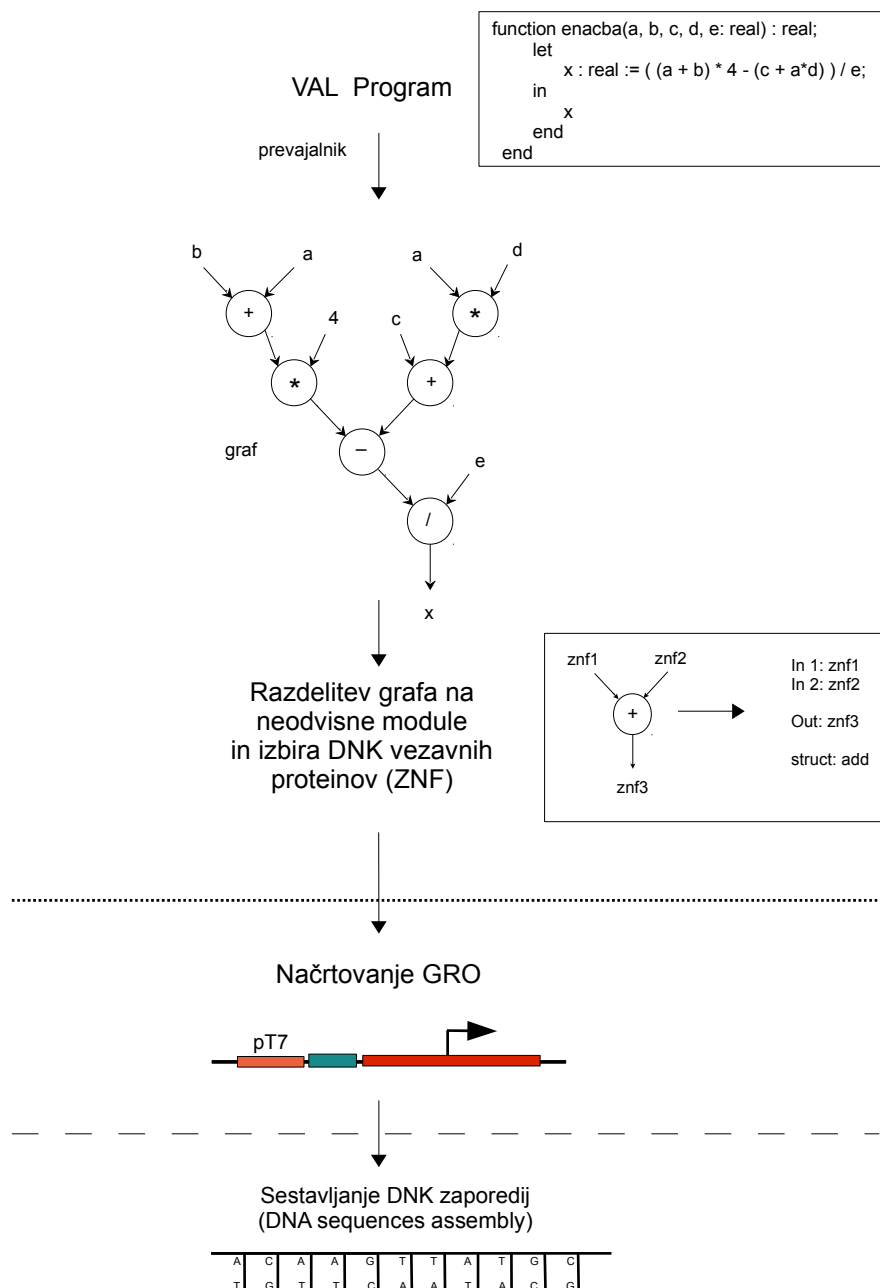 function enacba(a, b, c, d, e: real) : real;
let
x : real := ( (a + b) * 4 - (c + a*d) ) / e;
in
x
end
end
VAL Program
prevajalnik
b
a
a
d
+
*
4
c
*
+
graf
−
e
/
x
Razdelitev grafa na
neodvisne module
in izbira DNK vezavnih
proteinov (ZNF)
znf1
znf2
+
znf3
In 1: znf1
In 2: znf2
Out: znf3
struct: add
Načrtovanje GRO
pT7
Sestavljanje DNK zaporedij
(DNA sequences assembly)
A C A A G T T A T G C
T G T T C A A T A C G